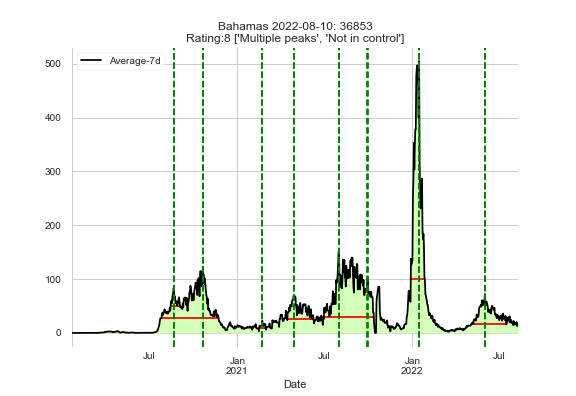 Bahamas 2022-08-10: 36853
Rating:8 ['Multiple peaks', 'Not in control']
Average-7d
500
400
300
200
100
0
Jul
Jan
2021
Jul
Jan
2022
Jul
Date